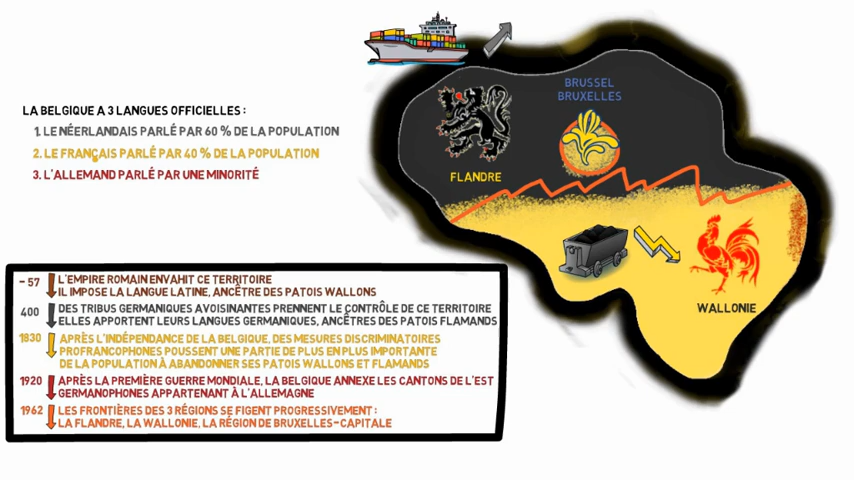 LA BELGIQUE A 3 LANGUES OFFICIELLES :
1. LE NÉERLANDAIS PARLÉ PAR 60 % DE LA POPULATION
2. LE FRANÇAIS PARLÉ PAR 40 % DE LA POPULATION
3. L'ALLEMAND PARLÉ PAR UNE MINORITÉ
BRUSSEL
BRUXELLES
FLANDRE
WALLONIE
- 57 L'EMPIRE ROMAIN ENVAHIT CE TERRITOIRE
IL IMPOSE LA LANGUE LATINE, ANCÊTRE DES PATOIS WALLONS
400 DES TRIBUS GERMANIQUES AVOISINANTES PRENNENT LE CONTRÔLE DE CE TERRITOIRE
ELLES APPORTENT LEURS LANGUES GERMANIQUES, ANCÊTRES DES PATOIS FLAMANDS
1830 APRÈS L'INDÉPENDANCE DE LA BELGIQUE, DES MESURES DISCRIMINATOIRES
PROFRANCOPHONES POUSSENT UNE PARTIE DE PLUS EN PLUS IMPORTANTE
DE LA POPULATION À ABANDONNER SES PATOIS WALLONS ET FLAMANDS
1920 APRÈS LA PREMIÈRE GUERRE MONDIALE, LA BELGIQUE ANNEXE LES CANTONS DE L'EST
GERMANOPHONES APPARTENANT À L'ALLEMAGNE
1962 LES FRONTIÈRES DES 3 RÉGIONS SE FIGENT PROGRESSIVEMENT :
LA FLANDRE, LA WALLONIE, LA RÉGION DE BRUXELLES-CAPITALE